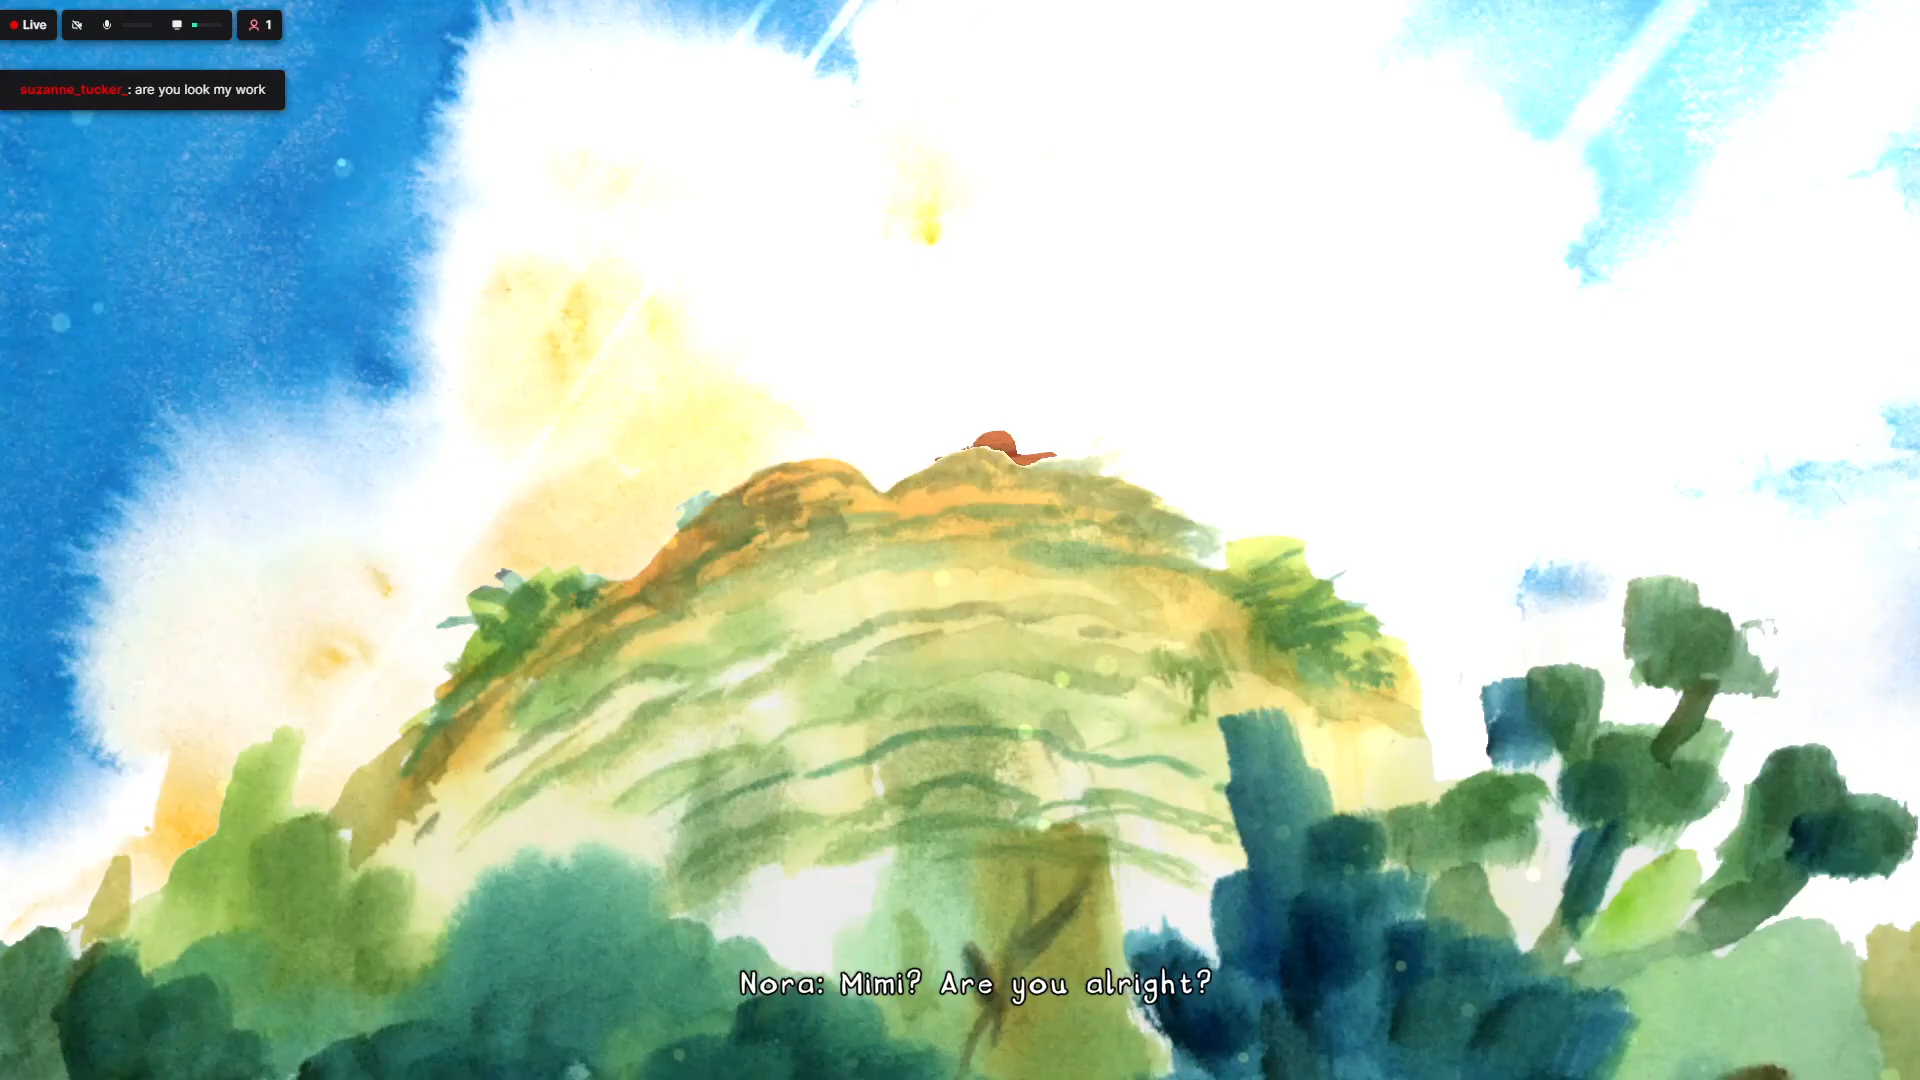 Live
1
suzanne_tucker_: are you look my work
Nora: Mimi? Are you alright?